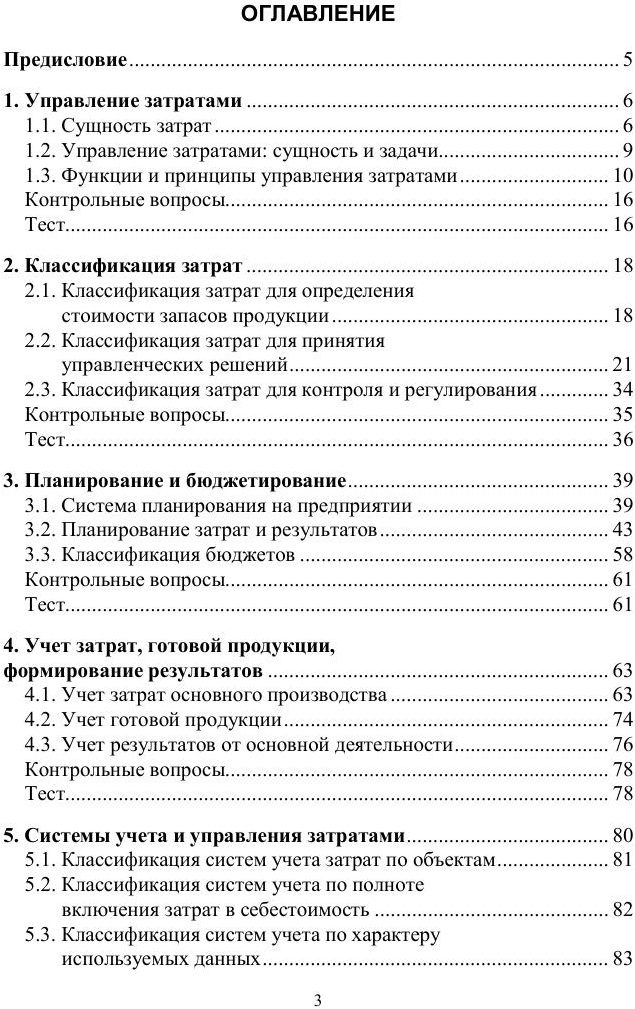 ОГЛАВЛЕНИЕ
Предисловие ........ 5
1. Управление затратами ........ 6
1.1. Сущность затрат ........ 6
1.2. Управление затратами: сущность и задачи ........ 9
1.3. Функции и принципы управления затратами ........ 10
Контрольные вопросы ........ 16
Тест ........ 16
2. Классификация затрат ........ 18
2.1. Классификация затрат для определения
стоимости запасов продукции ........ 18
2.2. Классификация затрат для принятия
управленческих решений ........ 21
2.3. Классификация затрат для контроля и регулирования ........ 34
Контрольные вопросы ........ 35
Тест ........ 36
3. Планирование и бюджетирование ........ 39
3.1. Система планирования на предприятии ........ 39
3.2. Планирование затрат и результатов ........ 43
3.3. Классификация бюджетов ........ 58
Контрольные вопросы ........ 61
Тест ........ 61
4. Учет затрат, готовой продукции,
формирование результатов ........ 63
4.1. Учет затрат основного производства ........ 63
4.2. Учет готовой продукции ........ 74
4.3. Учет результатов от основной деятельности ........ 76
Контрольные вопросы ........ 78
Тест ........ 78
5. Системы учета и управления затратами ........ 80
5.1. Классификация систем учета затрат по объектам ........ 81
5.2. Классификация систем учета по полноте
включения затрат в себестоимость ........ 82
5.3. Классификация систем учета по характеру
используемых данных ........ 83
3